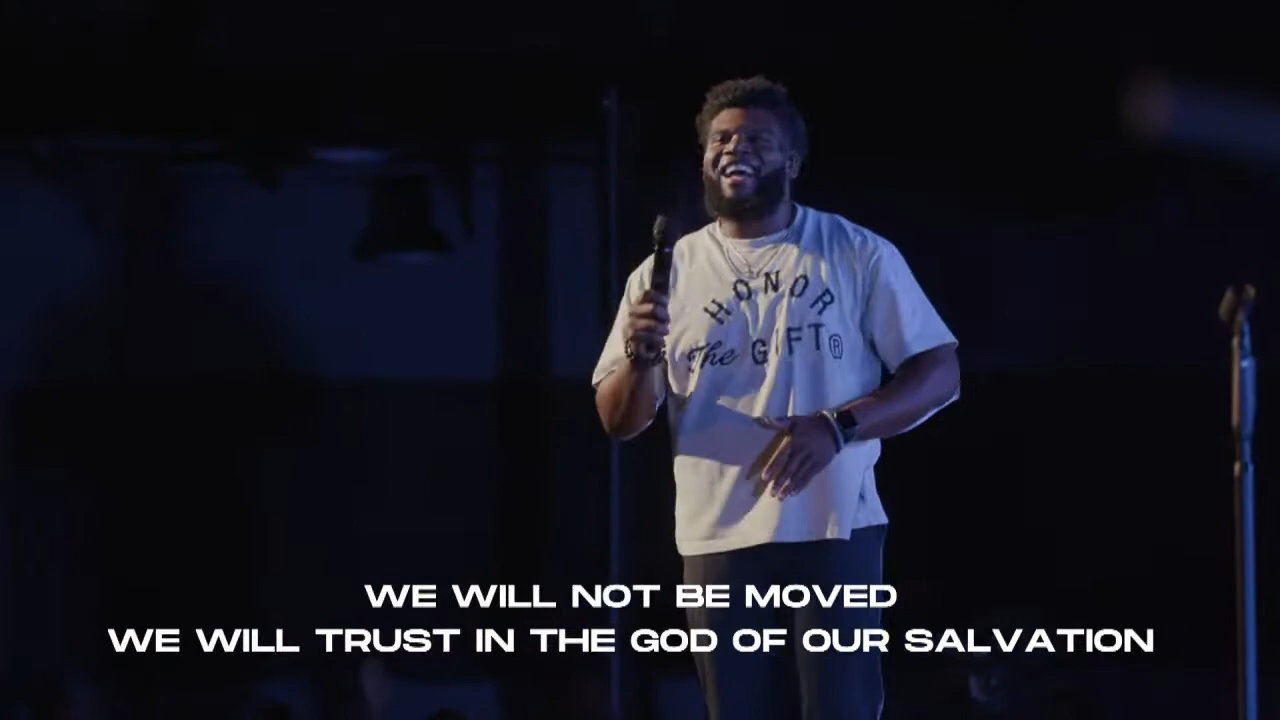 HONOR
The GIFT®
WE WILL NOT BE MOVED
WE WILL TRUST IN THE GOD OF OUR SALVATION